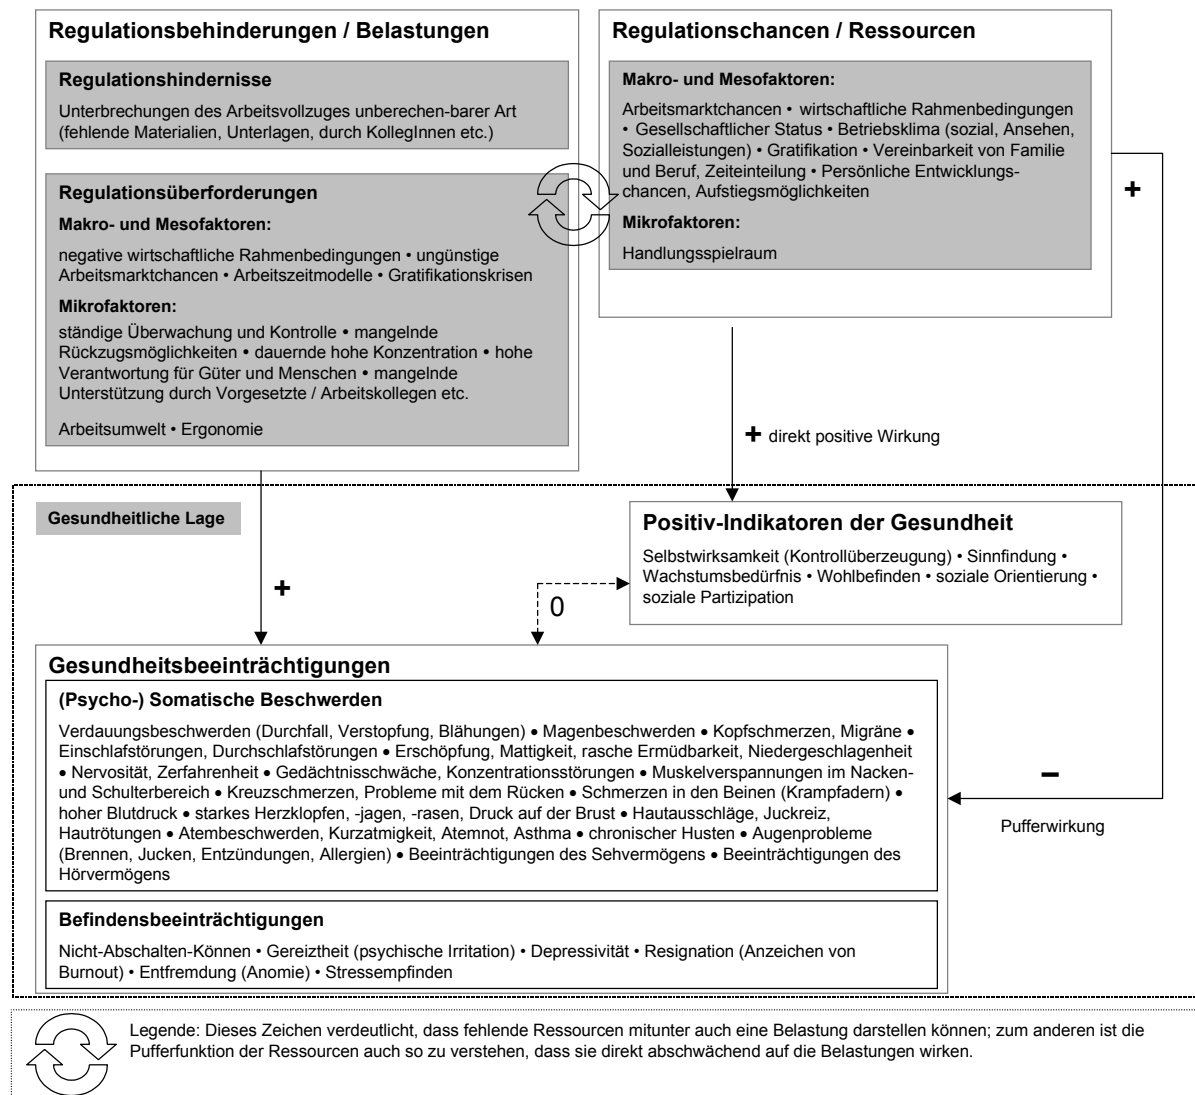 Regulationsbehinderungen / Belastungen
Regulationshindernisse
Unterbrechungen des Arbeitsvollzuges unberechen-barer Art
(fehlende Materialien, Unterlagen, durch KollegInnen etc.)
Regulationsüberforderungen
Makro- und Mesofaktoren:
negative wirtschaftliche Rahmenbedingungen • ungünstige
Arbeitsmarktchancen • Arbeitszeitmodelle • Gratifikationskrisen
Mikrofaktoren:
ständige Überwachung und Kontrolle • mangelnde
Rückzugsmöglichkeiten • dauernde hohe Konzentration • hohe
Verantwortung für Güter und Menschen • mangelnde
Unterstützung durch Vorgesetzte / Arbeitskollegen etc.
Arbeitsumwelt • Ergonomie
Regulationschancen / Ressourcen
Makro- und Mesofaktoren:
Arbeitsmarktchancen • wirtschaftliche Rahmenbedingungen
• Gesellschaftlicher Status • Betriebsklima (sozial, Ansehen,
Sozialleistungen) • Gratifikation • Vereinbarkeit von Familie
und Beruf, Zeiteinteilung • Persönliche Entwicklungs-
chancen, Aufstiegsmöglichkeiten
Mikrofaktoren:
Handlungsspielraum
+
+ direkt positive Wirkung
Gesundheitliche Lage
Positiv-Indikatoren der Gesundheit
Selbstwirksamkeit (Kontrollüberzeugung) • Sinnfindung •
Wachstumsbedürfnis • Wohlbefinden • soziale Orientierung •
soziale Partizipation
+
0
Gesundheitsbeeinträchtigungen
(Psycho-) Somatische Beschwerden
Verdauungsbeschwerden (Durchfall, Verstopfung, Blähungen) • Magenbeschwerden • Kopfschmerzen, Migräne •
Einschlafstörungen, Durchschlafstörungen • Erschöpfung, Mattigkeit, rasche Ermüdbarkeit, Niedergeschlagenheit
• Nervosität, Zerfahrenheit • Gedächtnisschwäche, Konzentrationsstörungen • Muskelverspannungen im Nacken-
und Schulterbereich • Kreuzschmerzen, Probleme mit dem Rücken • Schmerzen in den Beinen (Krampfadern) •
hoher Blutdruck • starkes Herzklopfen, -jagen, -rasen, Druck auf der Brust • Hautausschläge, Juckreiz,
Hautrötungen • Atembeschwerden, Kurzatmigkeit, Atemnot, Asthma • chronischer Husten • Augenprobleme
(Brennen, Jucken, Entzündungen, Allergien) • Beeinträchtigungen des Sehvermögens • Beeinträchtigungen des
Hörvermögens
Befindensbeeinträchtigungen
Nicht-Abschalten-Können • Gereiztheit (psychische Irritation) • Depressivität • Resignation (Anzeichen von
Burnout) • Entfremdung (Anomie) • Stressempfinden
–
Pufferwirkung
Legende: Dieses Zeichen verdeutlicht, dass fehlende Ressourcen mitunter auch eine Belastung darstellen können; zum anderen ist die
Pufferfunktion der Ressourcen auch so zu verstehen, dass sie direkt abschwächend auf die Belastungen wirken.